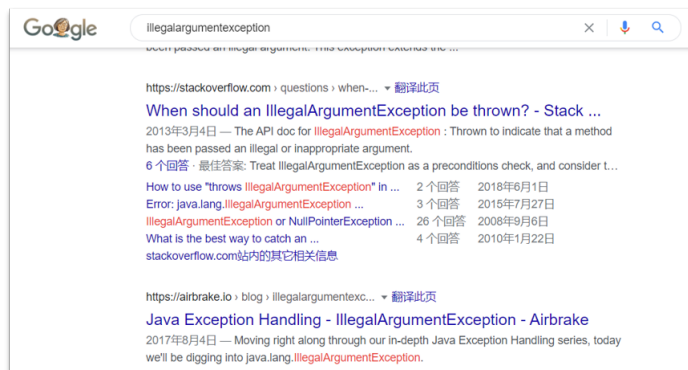 Google
illegalargumentexception
been passed an illegal argument. This exception extends the ...
https://stackoverflow.com › questions › when-... 翻译此页
When should an IllegalArgumentException be thrown? - Stack ...
2013年3月4日 — The API doc for IllegalArgumentException : Thrown to indicate that a method
has been passed an illegal or inappropriate argument.
6 个回答 · 最佳答案: Treat IllegalArgumentException as a preconditions check, and consider t...
How to use "throws IllegalArgumentException" in ... 2 个回答 2018年6月1日
Error: java.lang.IllegalArgumentException ... 3 个回答 2015年7月27日
IllegalArgumentException or NullPointerException ... 26 个回答 2008年9月6日
What is the best way to catch an ... 4 个回答 2010年1月22日
stackoverflow.com站内的其它相关信息
https://airbrake.io › blog › illegalargumentexc... 翻译此页
Java Exception Handling - IllegalArgumentException - Airbrake
2017年8月4日 — Moving right along through our in-depth Java Exception Handling series, today
we'll be digging into java.lang.IllegalArgumentException.